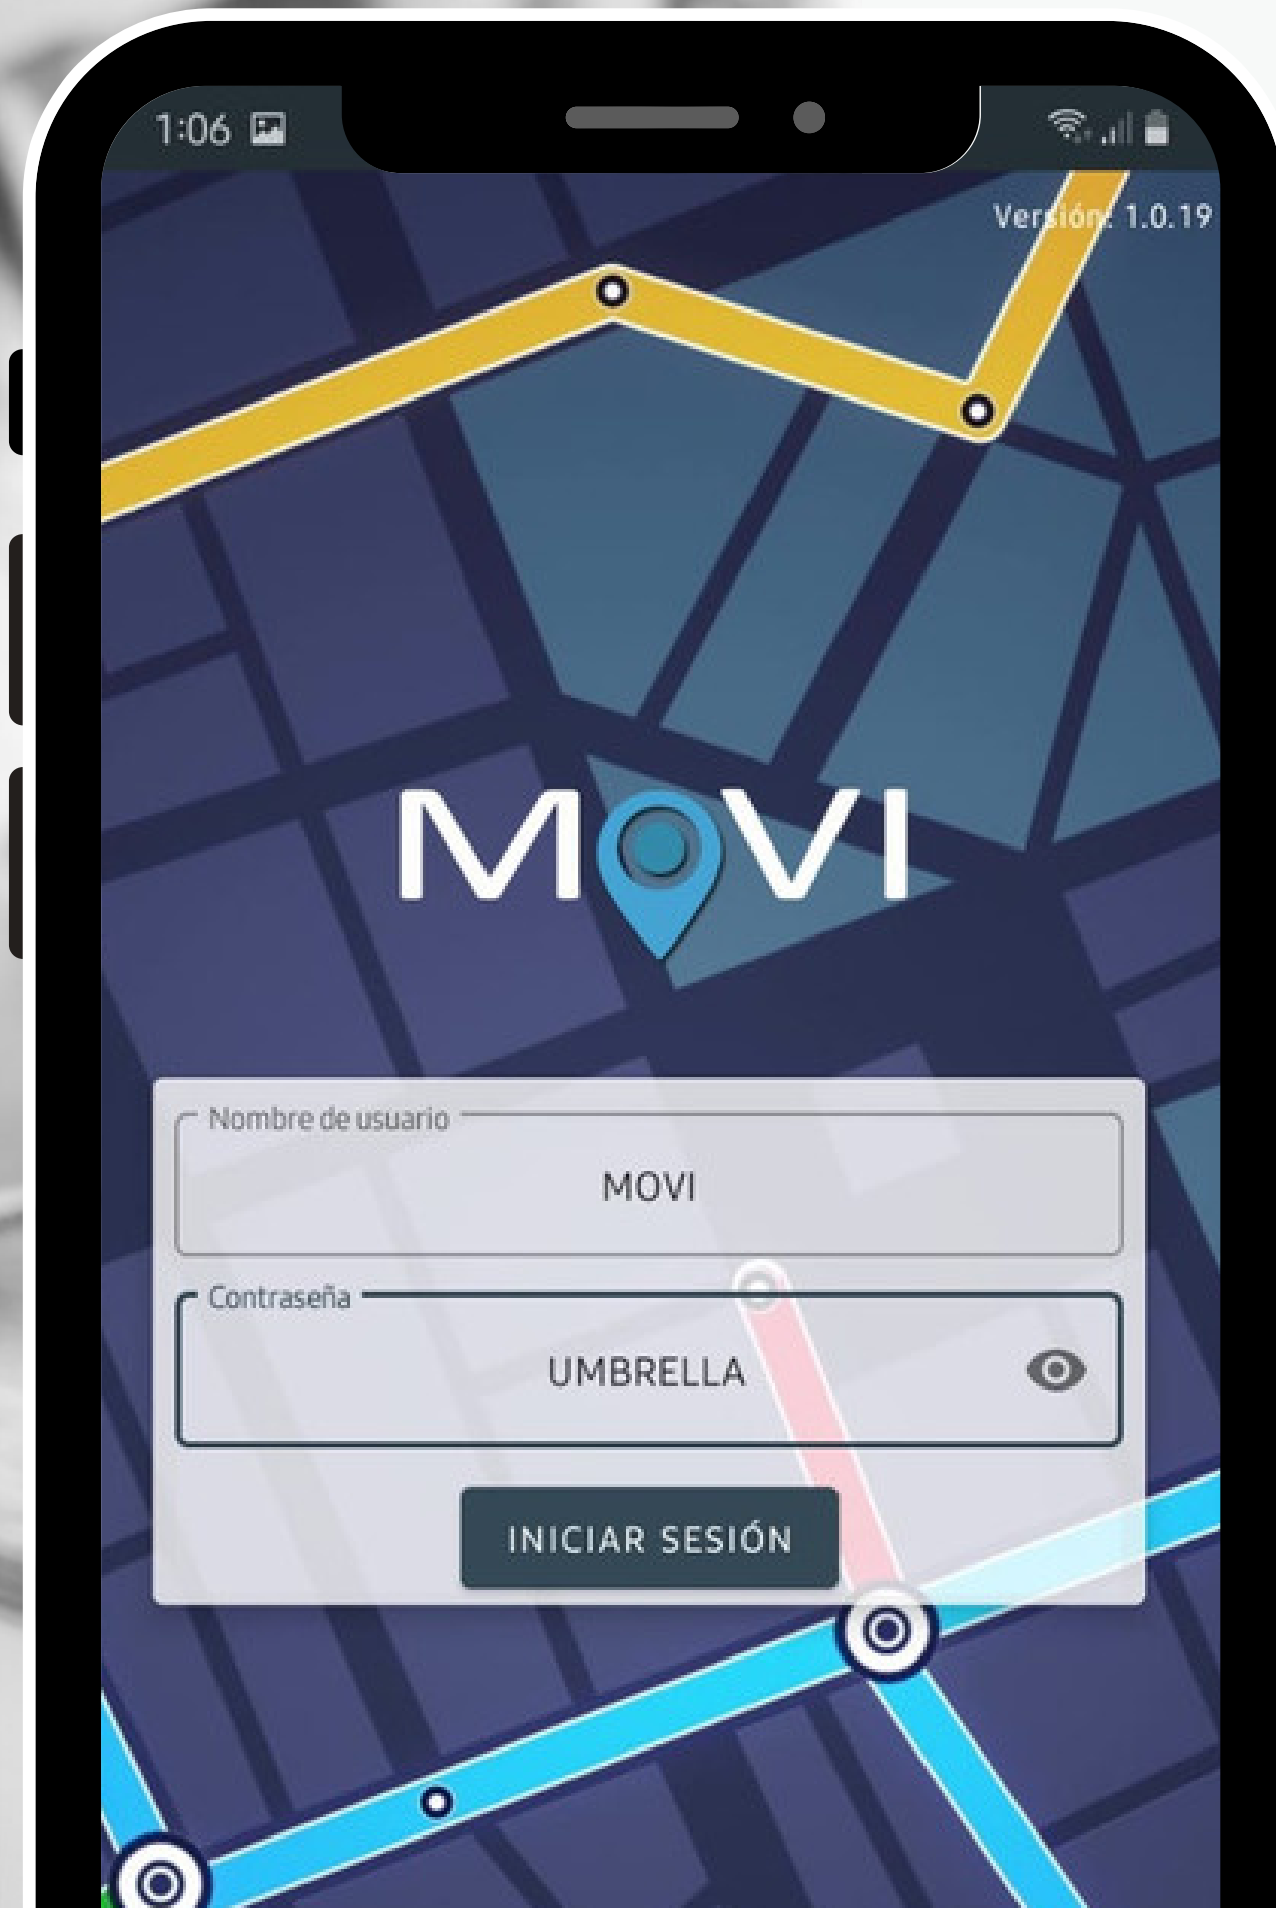 1:06
Versión: 1.0.19
MOVI
Nombre de usuario
MOVI
Contraseña
UMBRELLA
INICIAR SESIÓN